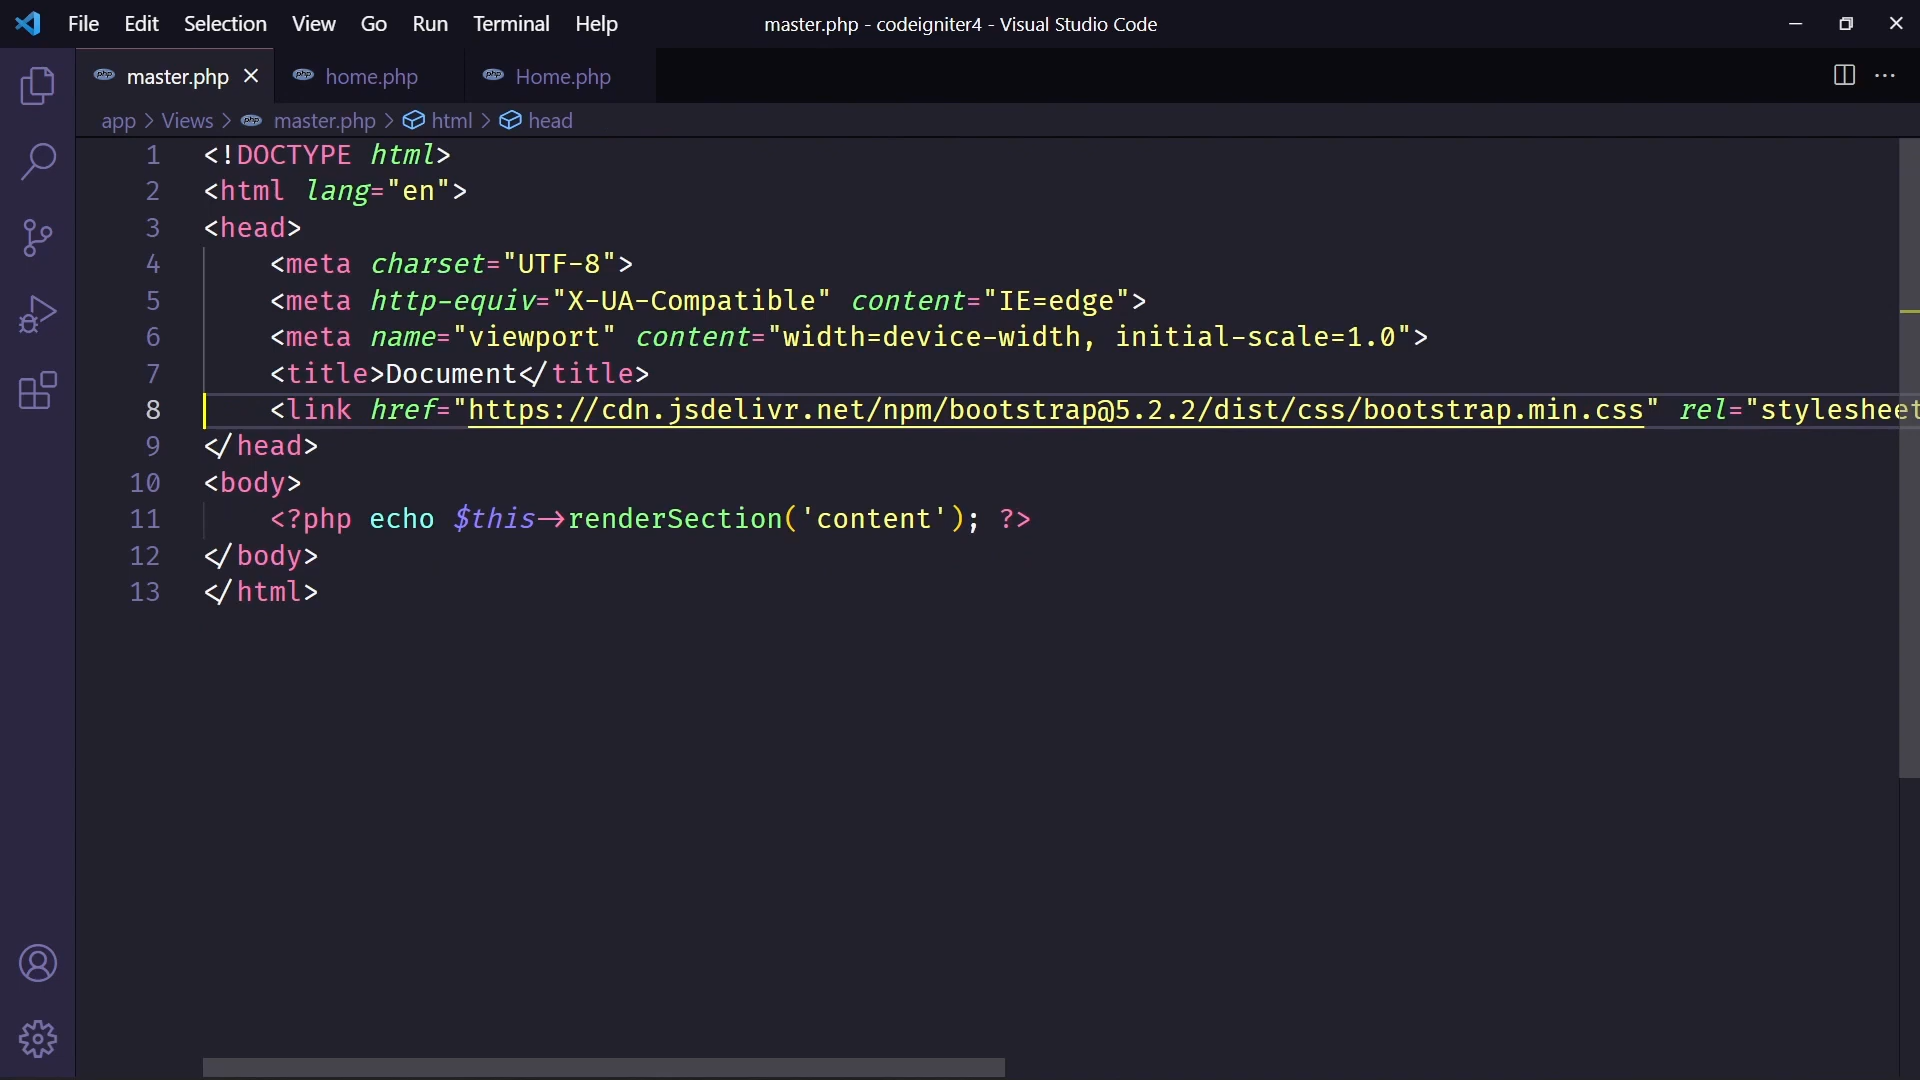 File Edit Selection View Go Run Terminal Help master.php - codeigniter4 - Visual Studio Code
php master.php php home.php php Home.php
app > Views > php master.php > html > head
1 <!DOCTYPE html>
2 <html lang="en">
3 <head>
4 <meta charset="UTF-8">
5 <meta http-equiv="X-UA-Compatible" content="IE=edge">
6 <meta name="viewport" content="width=device-width, initial-scale=1.0">
7 <title>Document</title>
8 <link href="https://cdn.jsdelivr.net/npm/bootstrap@5.2.2/dist/css/bootstrap.min.css" rel="stylesheet
9 </head>
10 <body>
11 <?php echo $this->renderSection('content'); ?>
12 </body>
13 </html>